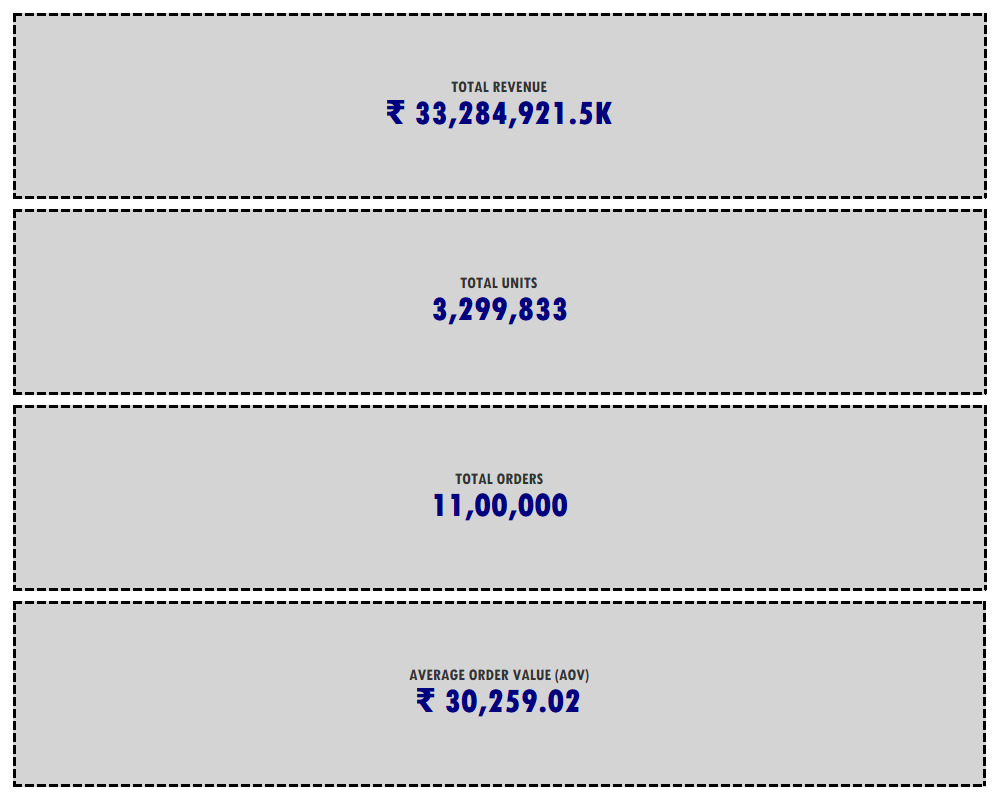 TOTAL REVENUE
₹ 33,284,921.5K
TOTAL UNITS
3,299,833
TOTAL ORDERS
11,00,000
AVERAGE ORDER VALUE (AOV)
₹ 30,259.02